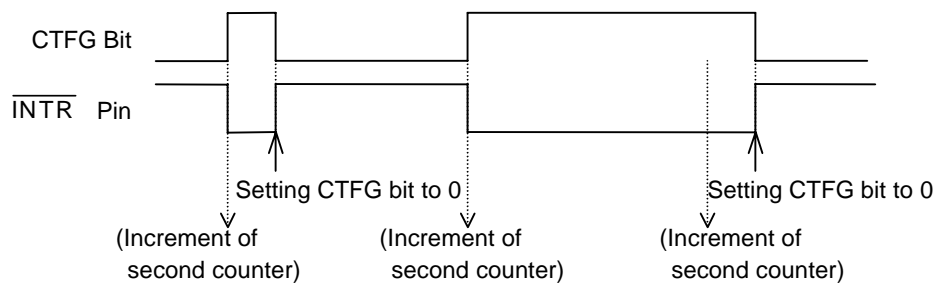 CTFG Bit
INTR Pin
Setting CTFG bit to 0
Setting CTFG bit to 0
(Increment of
second counter)
(Increment of
second counter)
(Increment of
second counter)